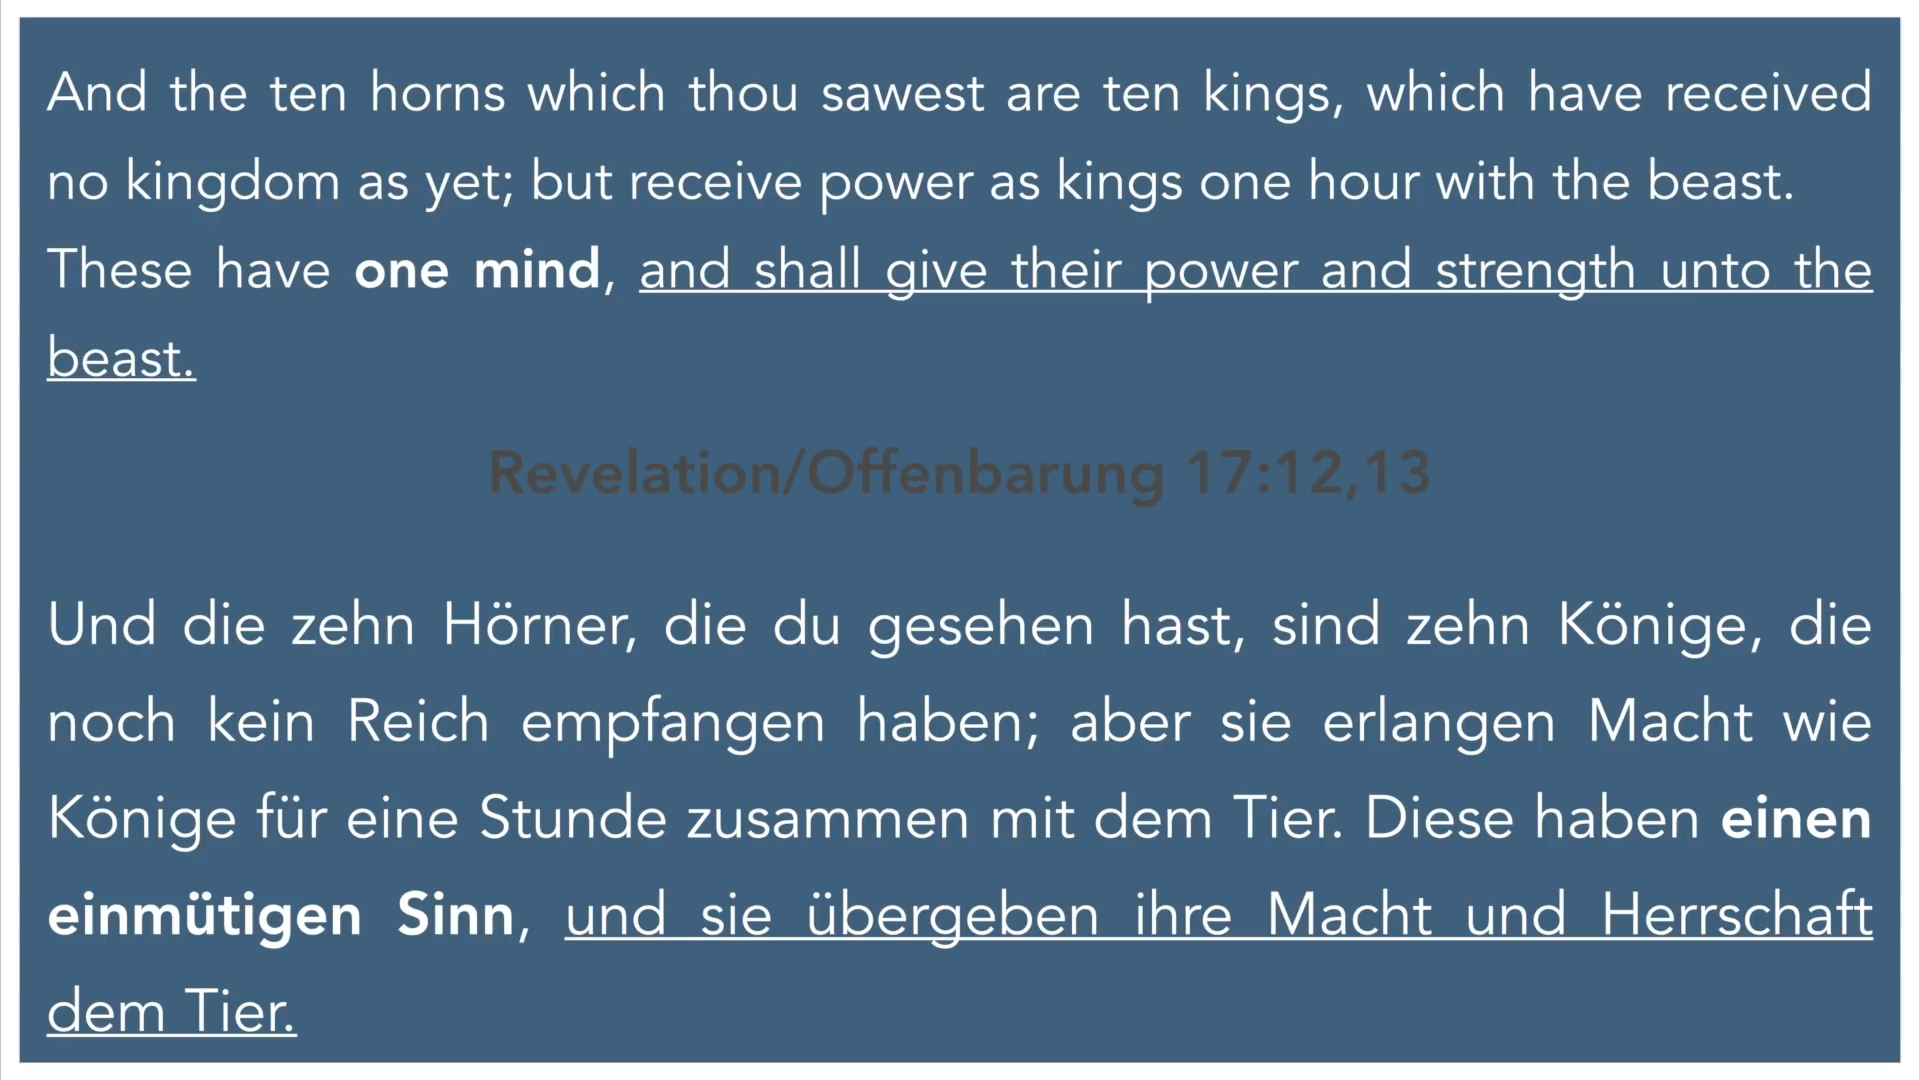 And the ten horns which thou sawest are ten kings, which have received
no kingdom as yet; but receive power as kings one hour with the beast.
These have one mind, and shall give their power and strength unto the
beast.
Revelation/Offenbarung 17:12,13
Und die zehn Hörner, die du gesehen hast, sind zehn Könige, die
noch kein Reich empfangen haben; aber sie erlangen Macht wie
Könige für eine Stunde zusammen mit dem Tier. Diese haben einen
einmütigen Sinn, und sie übergeben ihre Macht und Herrschaft
dem Tier.